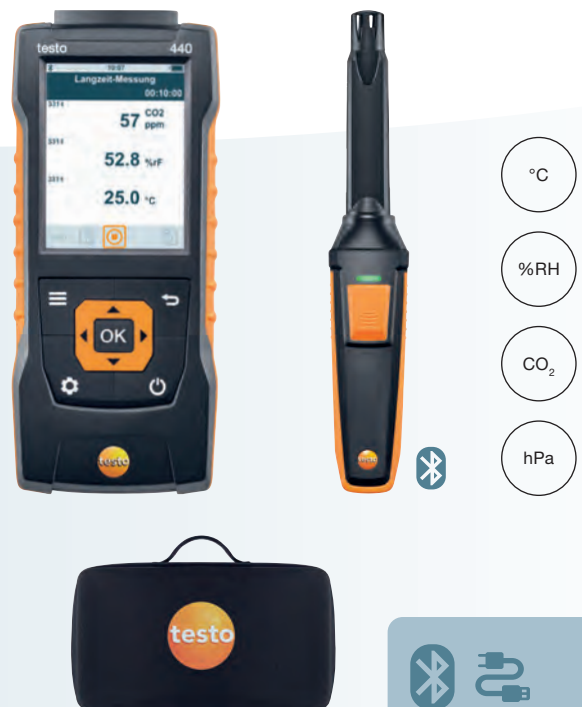 testo 440
10:07
Langzeit-Messung
00:10:00
57 CO2 ppm
52.8 %rF
25.0 °C
OK
testo
testo
°C
%RH
CO₂
hPa
testo